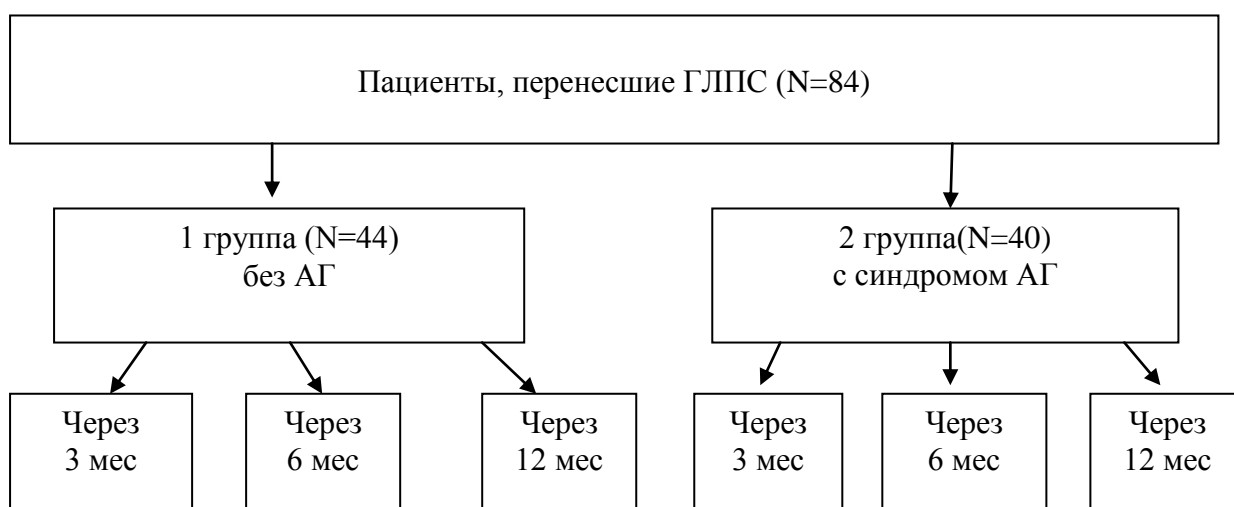 Пациенты, перенесшие ГЛПС (N=84)
1 группа (N=44)
без АГ
2 группа(N=40)
с синдромом АГ
Через
3 мес
Через
6 мес
Через
12 мес
Через
3 мес
Через
6 мес
Через
12 мес